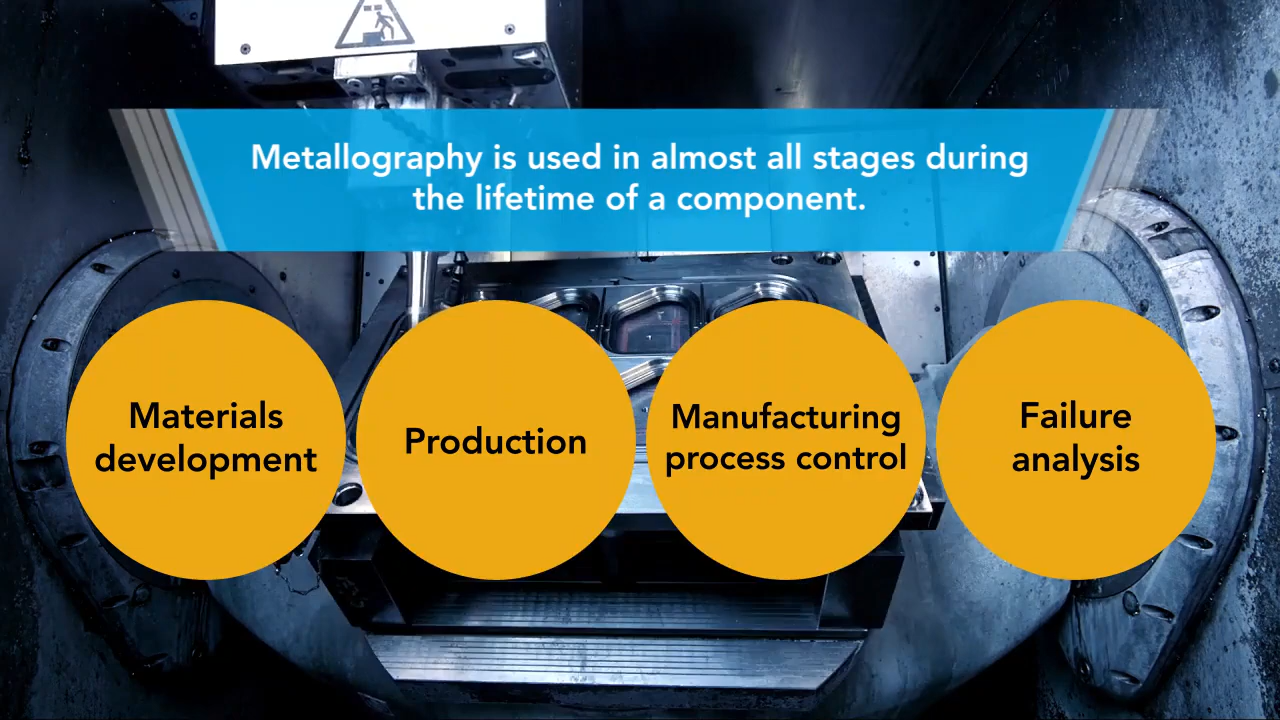 Metallography is used in almost all stages during
the lifetime of a component.
Materials
development
Production
Manufacturing
process control
Failure
analysis